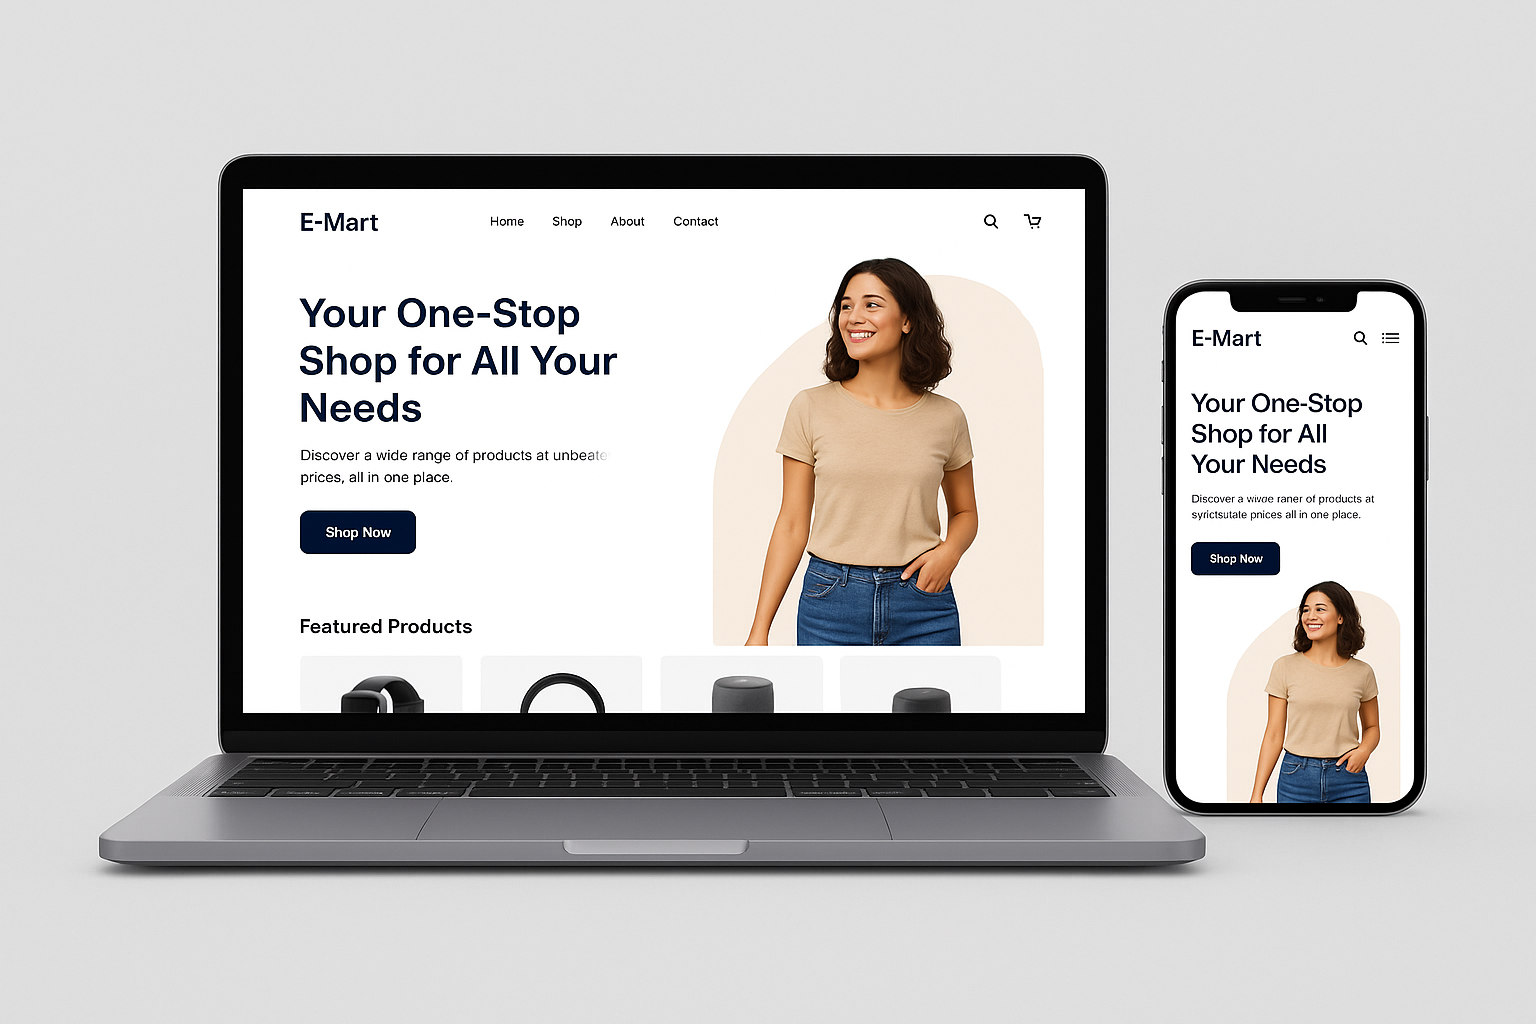 E-Mart
Home Shop About Contact
Your One-Stop
Shop for All Your
Needs
Discover a wide range of products at unbeate
prices, all in one place.
Shop Now
Featured Products
E-Mart
Your One-Stop
Shop for All
Your Needs
Discover a raner of products at
syrictsutate prices all in one place.
Shop Now